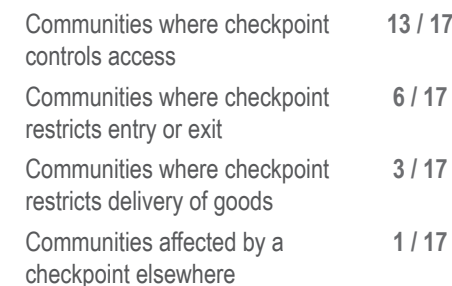 Communities where checkpoint 13 / 17
controls access
Communities where checkpoint 6 / 17
restricts entry or exit
Communities where checkpoint 3 / 17
restricts delivery of goods
Communities affected by a 1 / 17
checkpoint elsewhere